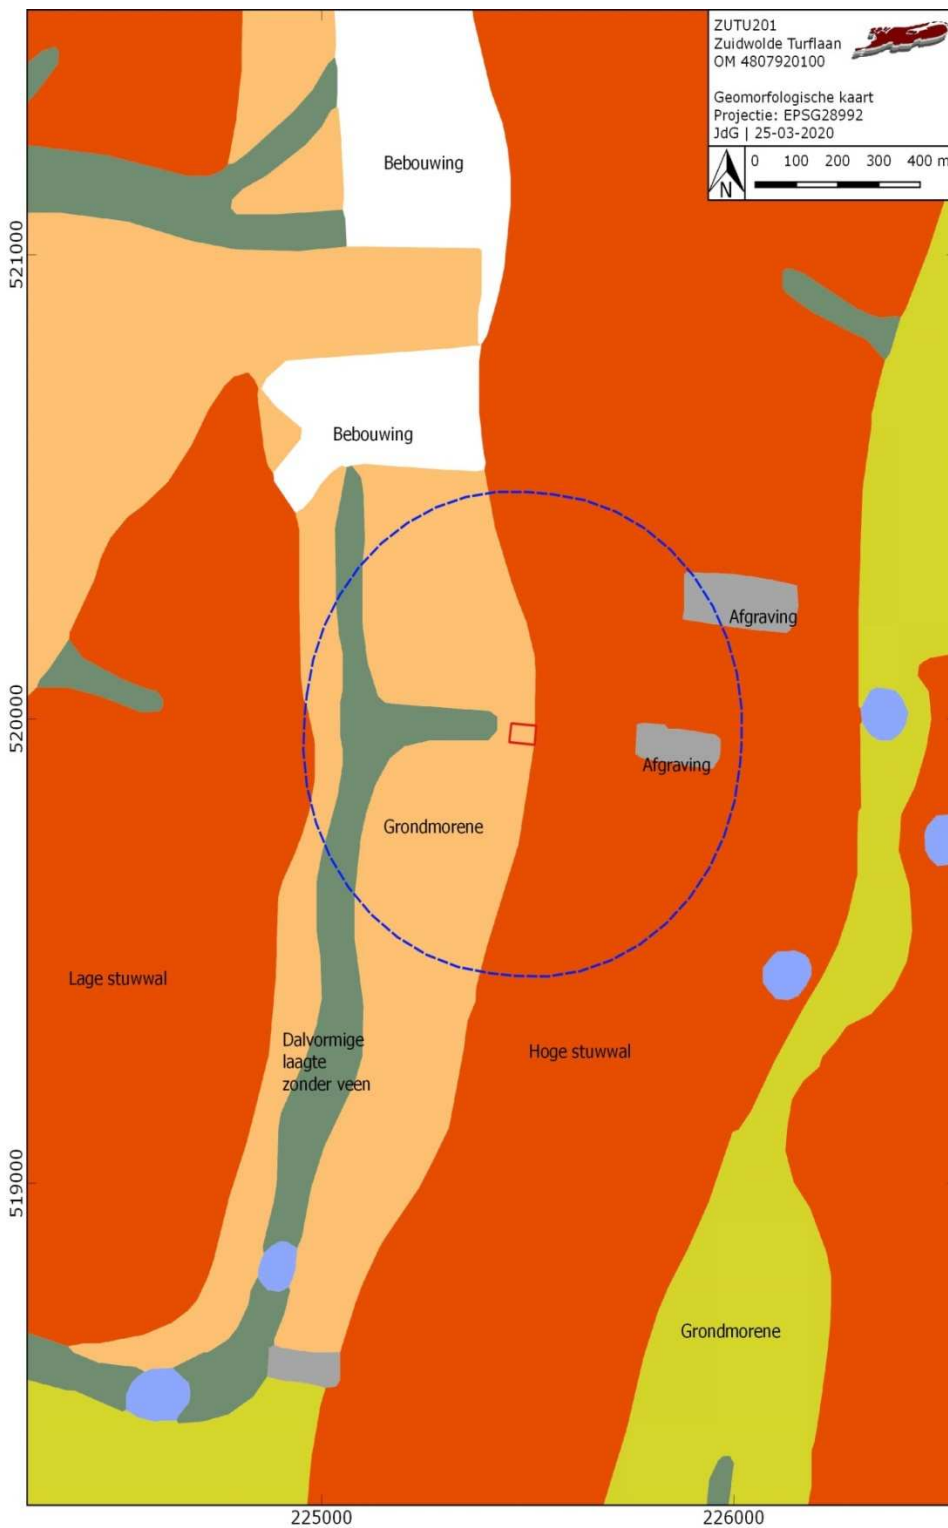 ZUTU201
Zuidwolde Turflaan
OM 4807920100
Geomorfologische kaart
Projectie: EPSG28992
JdG | 25-03-2020
N
0 100 200 300 400 m
Bebouwing
521000
Bebouwing
Afgraving
520000
Afgraving
Grondmorene
Lage stuwwal
Dalvormige
laagte
zonder veen
Hoge stuwwal
519000
Grondmorene
225000
226000